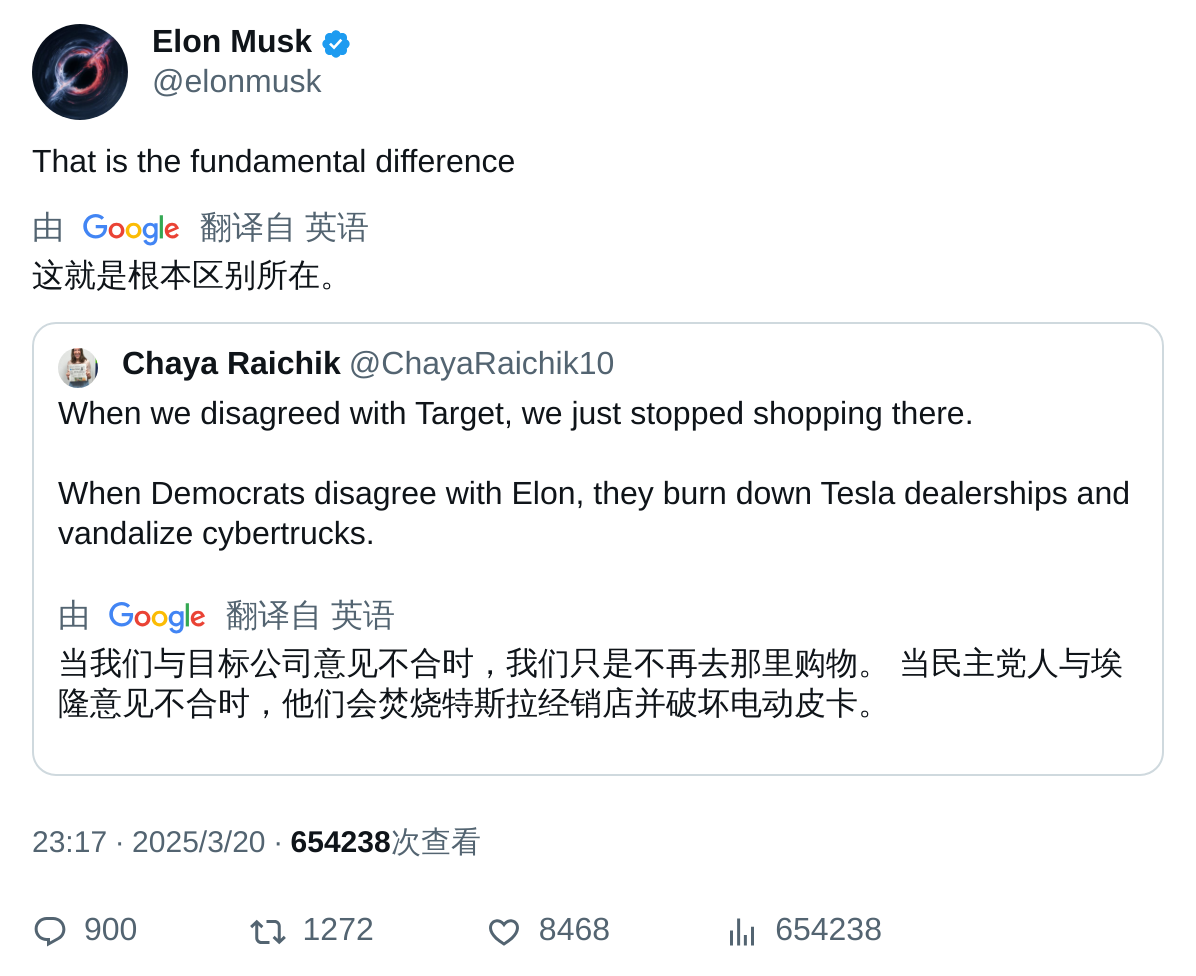 Elon Musk
@elonmusk
That is the fundamental difference
由 Google 翻译自 英语
这就是根本区别所在。
Chaya Raichik @ChayaRaichik10
When we disagreed with Target, we just stopped shopping there.
When Democrats disagree with Elon, they burn down Tesla dealerships and
vandalize cybertrucks.
由 Google 翻译自 英语
当我们与目标公司意见不合时，我们只是不再去那里购物。 当民主党人与埃
隆意见不合时，他们会焚烧特斯拉经销店并破坏电动皮卡。
23:17 · 2025/3/20 · 654238次查看
900 1272 8468 654238